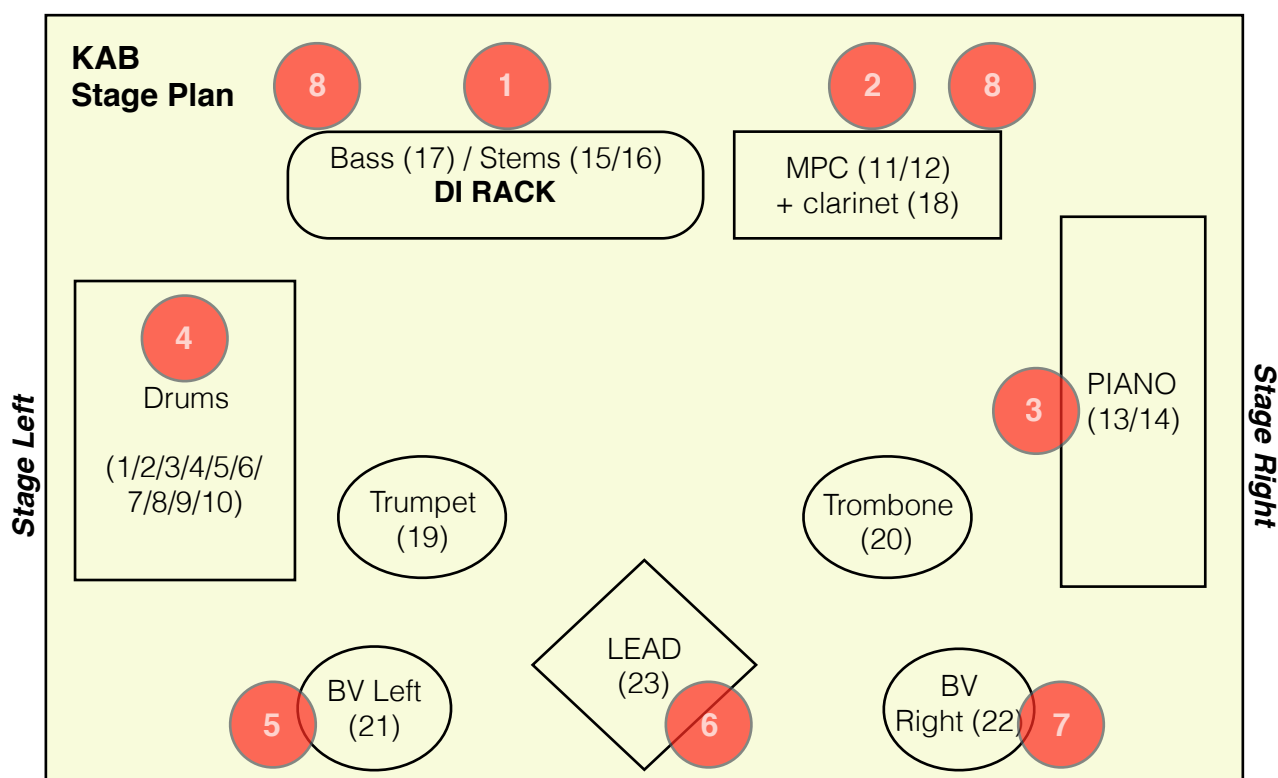 KAB
Stage Plan
8
1
2
8
Bass (17) / Stems (15/16)
DI RACK
MPC (11/12)
+ clarinet (18)
4
Drums
(1/2/3/4/5/6/
7/8/9/10)
3
PIANO
(13/14)
Stage Left
Stage Right
Trumpet
(19)
Trombone
(20)
LEAD
(23)
5
BV Left
(21)
6
BV
Right (22)
7